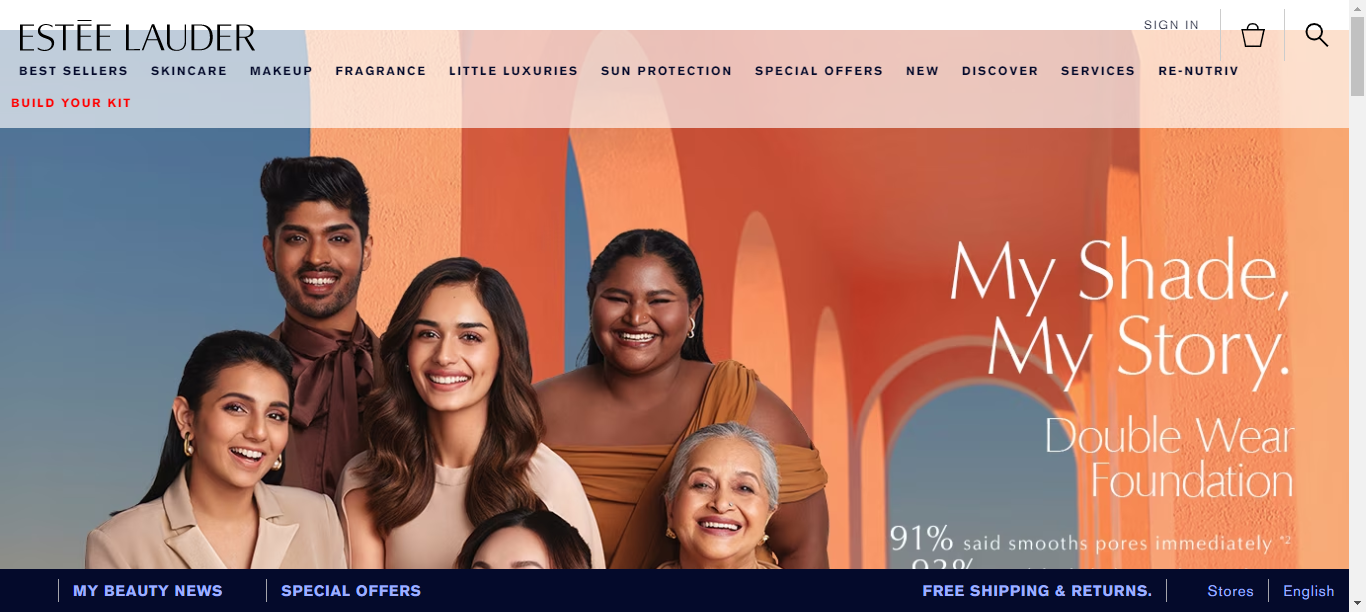 ESTĒE LAUDER
SIGN IN
BEST SELLERS SKINCARE MAKEUP FRAGRANCE LITTLE LUXURIES SUN PROTECTION SPECIAL OFFERS NEW DISCOVER SERVICES RE-NUTRIV
BUILD YOUR KIT
My Shade,
My Story.
Double Wear
Foundation
91% said smooths pores immediately *2
MY BEAUTY NEWS SPECIAL OFFERS FREE SHIPPING & RETURNS. Stores English